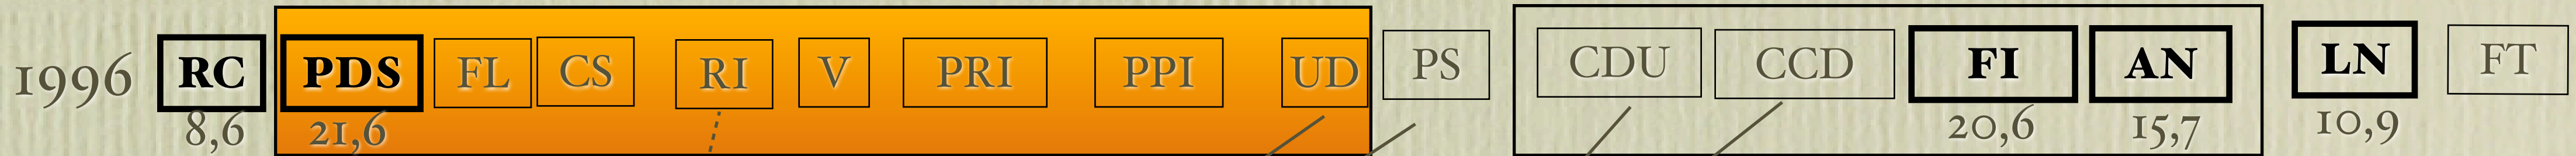 1996 RC PDS FL CS RI V PRI PPI UD PS CDU CCD FI AN LN FT
8,6 21,6 20,6 15,7 10,9